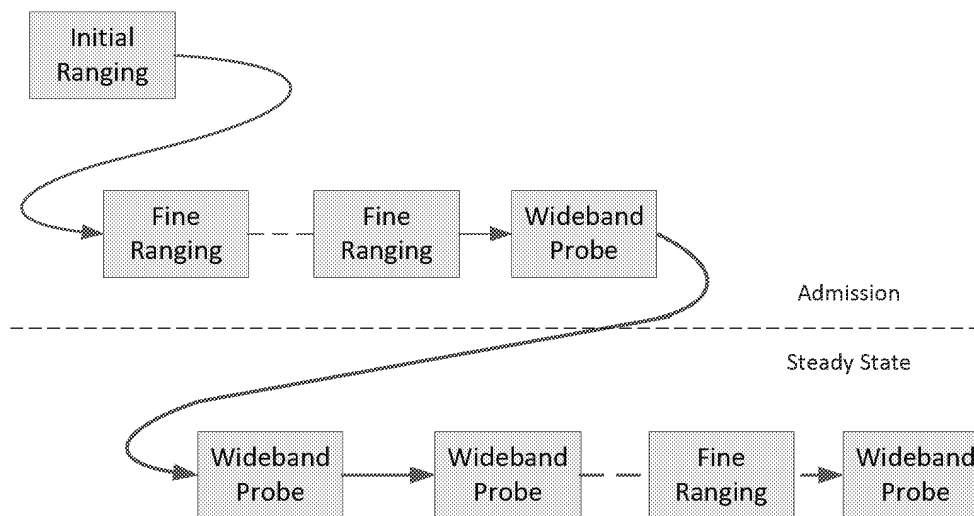 Initial
Ranging
Fine
Ranging
Fine
Ranging
Wideband
Probe
Admission
Steady State
Wideband
Probe
Wideband
Probe
Fine
Ranging
Wideband
Probe